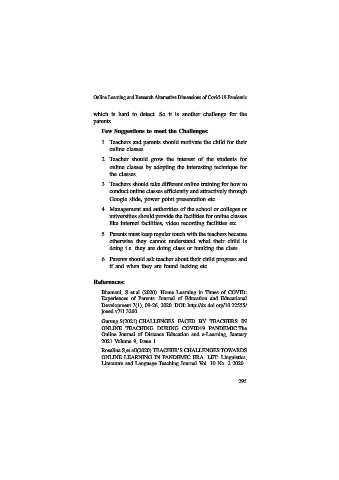 Online Learning and Research Alternative Dimensions of Covid-19 Pandemic
which is hard to detect. So it is another challenge for the
parents.
Few Suggestions to meet the Challenges:
1. Teachers and parents should motivate the child for their
online classes.
2. Teacher should grow the interest of the students for
online classes by adopting the interesting technique for
the classes.
3. Teachers should take different online training for how to
conduct online classes efficiently and attractively through
Google slide, power point presentation etc.
4. Management and authorities of the school or colleges or
universities should provide the facilities for online classes
like internet facilities, video recording facilities etc.
5. Parents must keep regular touch with the teachers because
otherwise they cannot understand what their child is
doing i.e. they are doing class or bunking the class.
6. Parents should ask teacher about their child progress and
if and when they are found lacking etc.
References:
Bhamani, S et.al (2020). Home Learning in Times of COVID:
Experiences of Parents. Journal of Education and Educational
Development 7(1), 09-26, 2020. DOI: http://dx.doi.org/10.22555/
joeed.v7i1.3260.
Gurung S(2021).CHALLENGES FACED BY TEACHERS IN
ONLINE TEACHING DURING COVID19 PANDEMIC.The
Online Journal of Distance Education and e-Learning, January
2021 Volume 9, Issue 1
Rosalina E,et.all(2020).TEACHER'S CHALLENGES TOWARDS
ONLINE LEARNING IN PANDEMIC ERA. LET: Linguistics,
Literature and Language Teaching Journal Vol. 10 No. 2 2020
295